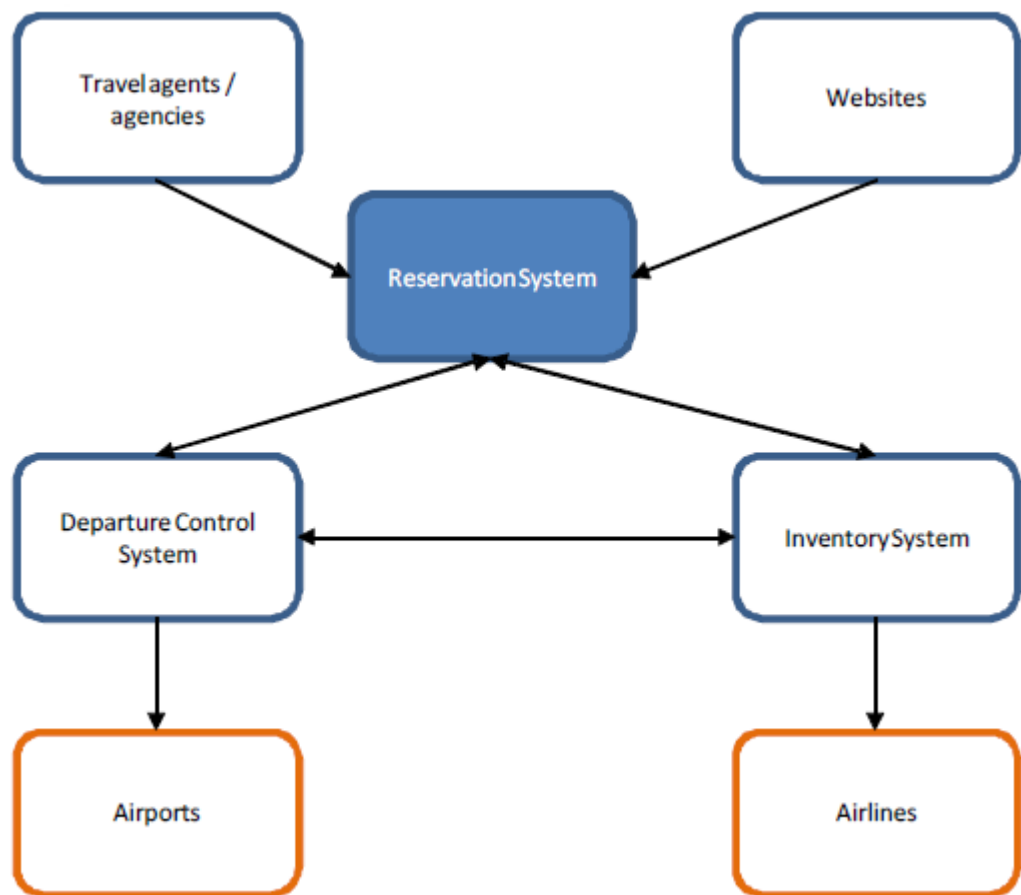 Travel agents /
agencies
Websites
Reservation System
Departure Control
System
Inventory System
Airports
Airlines